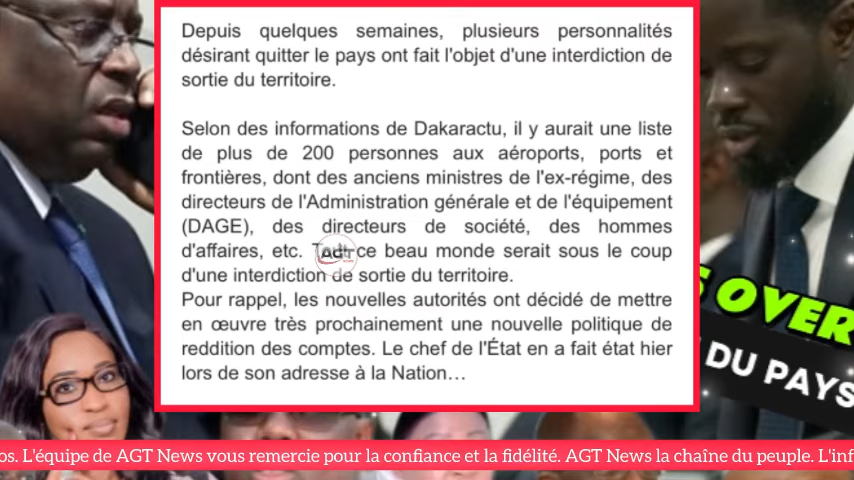 Depuis quelques semaines, plusieurs personnalités
désirant quitter le pays ont fait l'objet d'une interdiction de
sortie du territoire.
Selon des informations de Dakaractu, il y aurait une liste
de plus de 200 personnes aux aéroports, ports et
frontières, dont des anciens ministres de l'ex-régime, des
directeurs de l'Administration générale et de l'équipement
(DAGE), des directeurs de société, des hommes
d'affaires, etc. Tout ce beau monde serait sous le coup
d'une interdiction de sortie du territoire.
Pour rappel, les nouvelles autorités ont décidé de mettre
en œuvre très prochainement une nouvelle politique de
reddition des comptes. Le chef de l'État en a fait état hier
lors de son adresse à la Nation…
AGT
OVER
DU PAYS
os. L'équipe de AGT News vous remercie pour la confiance et la fidélité. AGT News la chaîne du peuple. L'inf